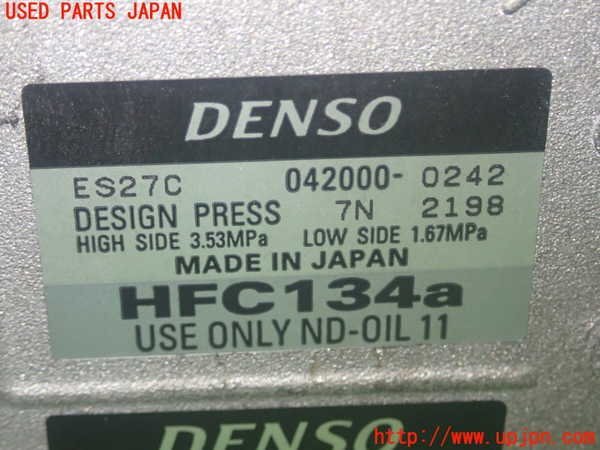 USED PARTS JAPAN
DENSO
ES27C 042000-0242
DESIGN PRESS 7N 2198
HIGH SIDE 3.53MPa LOW SIDE 1.67MPa
MADE IN JAPAN
HFC134a
USE ONLY ND-OIL 11
DENSO
http://www.upjpn.com/